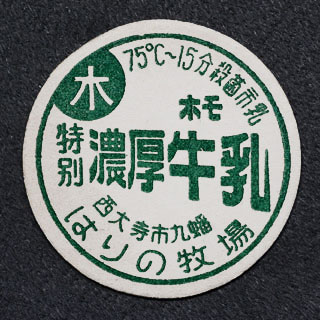 75℃~15分殺菌市乳
木
ホモ
特別
濃厚牛乳
西大寺市九蟠
はりの牧場